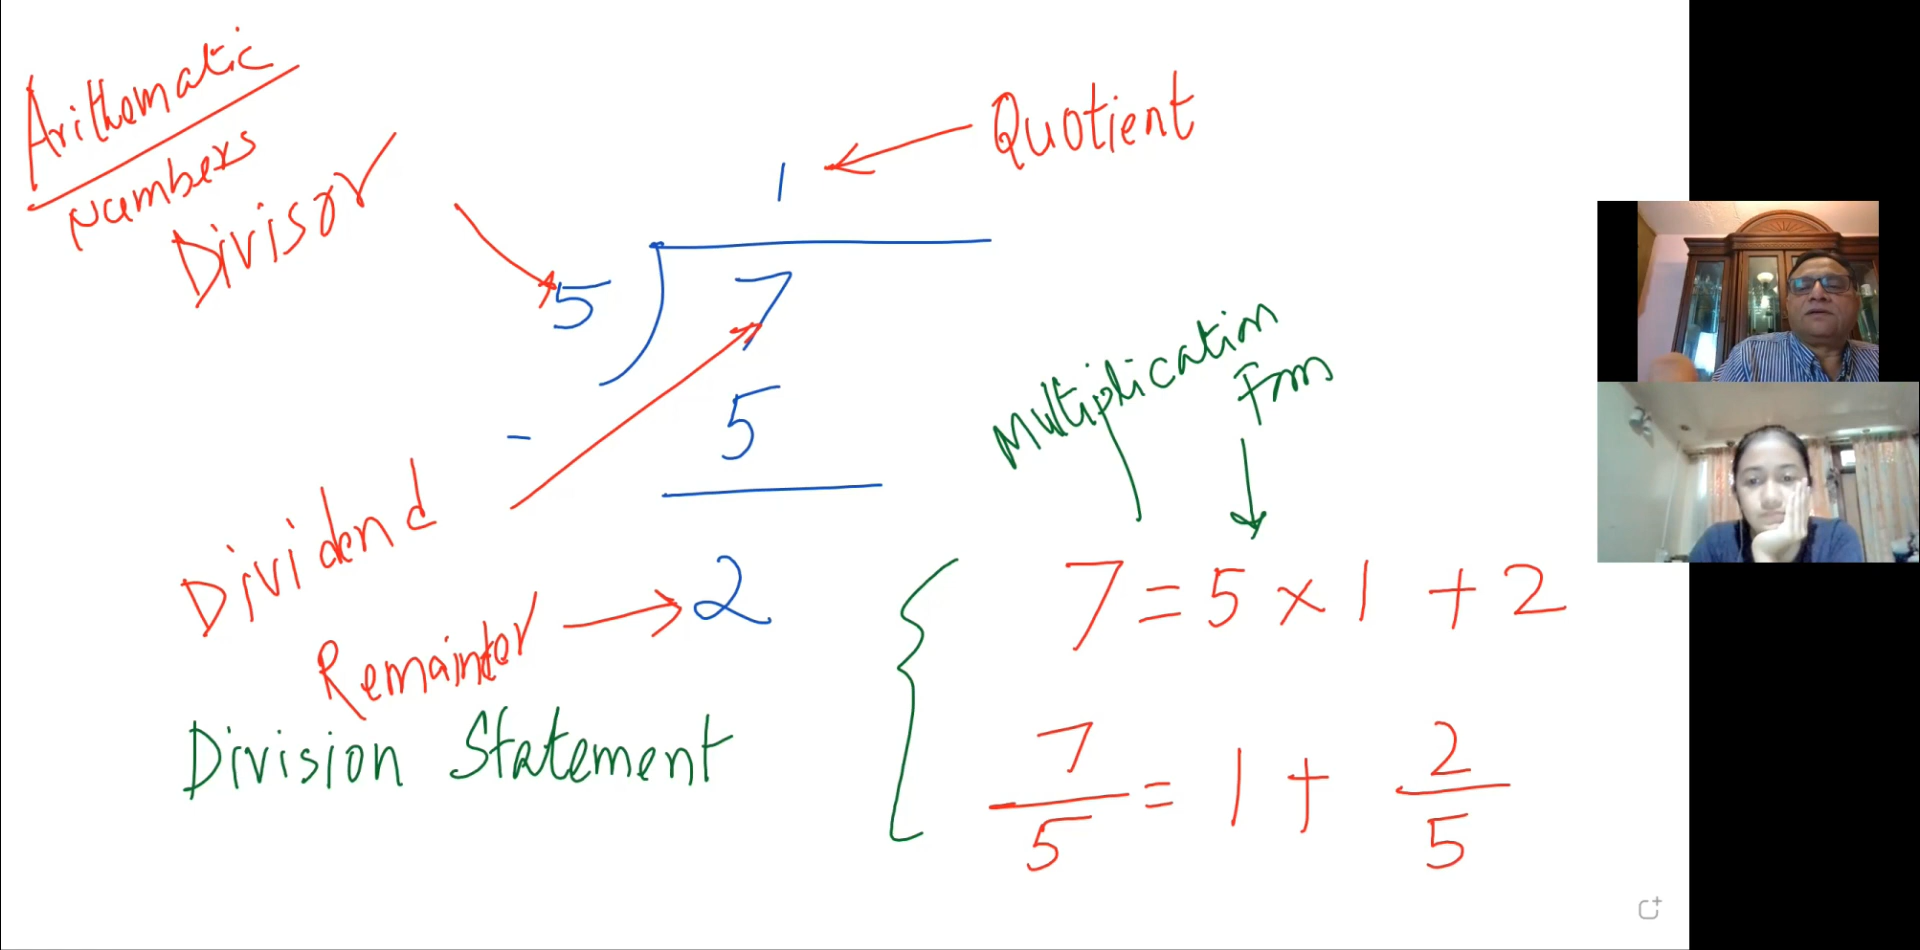 Arithematic
Numbers
Divisor
Quotient
1
5 7
- 5
2
Dividend
Remainder
Division Statement
Multiplication
Form
7 = 5 × 1 + 2
7/5 = 1 + 2/5